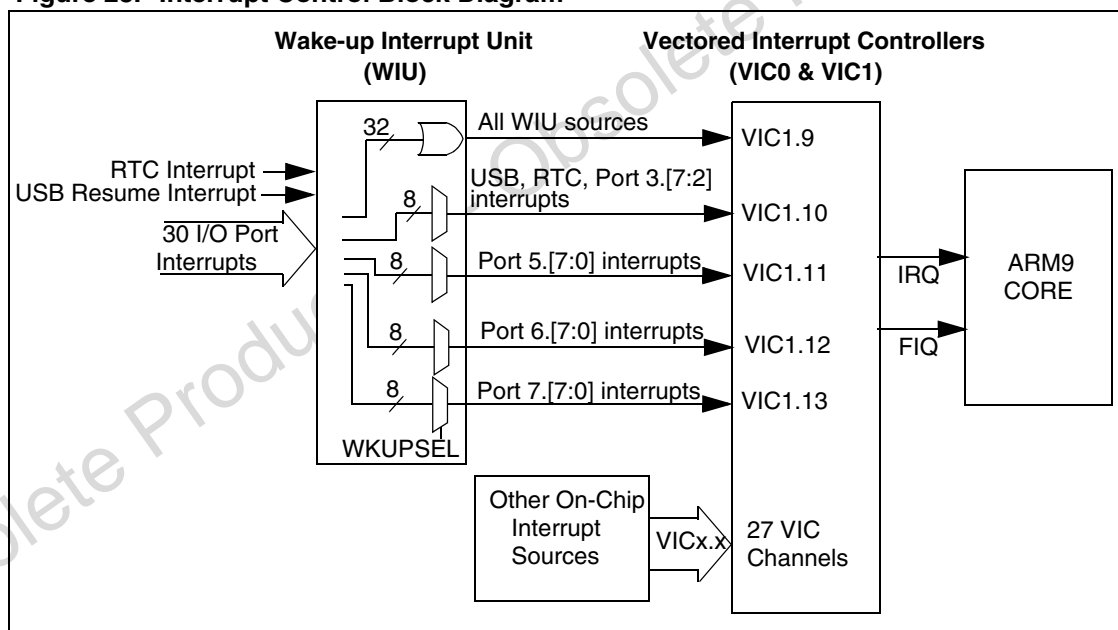 Figure 23. Interrupt Control Block Diagram
Wake-up Interrupt Unit
(WIU)
Vectored Interrupt Controllers
(VIC0 & VIC1)
RTC Interrupt
USB Resume Interrupt
30 I/O Port
Interrupts
32
All WIU sources
VIC1.9
8
USB, RTC, Port 3.[7:2]
interrupts
VIC1.10
8
Port 5.[7:0] interrupts
VIC1.11
8
Port 6.[7:0] interrupts
VIC1.12
8
Port 7.[7:0] interrupts
VIC1.13
WKUPSEL
Other On-Chip
Interrupt
Sources
VICx.x
27 VIC
Channels
IRQ
FIQ
ARM9
CORE
Obsolete